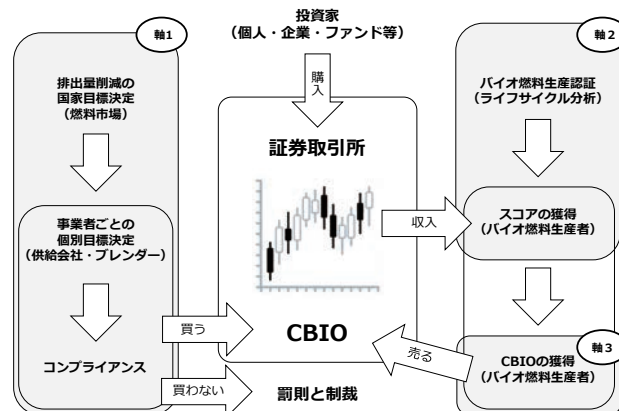 軸1
排出量削減の
国家目標決定
（燃料市場）
事業者ごとの
個別目標決定
（供給会社・ブレンダー）
コンプライアンス
投資家
（個人・企業・ファンド等）
購入
証券取引所
CBIO
買う
買わない
罰則と制裁
収入
売る
軸2
バイオ燃料生産認証
（ライフサイクル分析）
スコアの獲得
（バイオ燃料生産者）
軸3
CBIOの獲得
（バイオ燃料生産者）